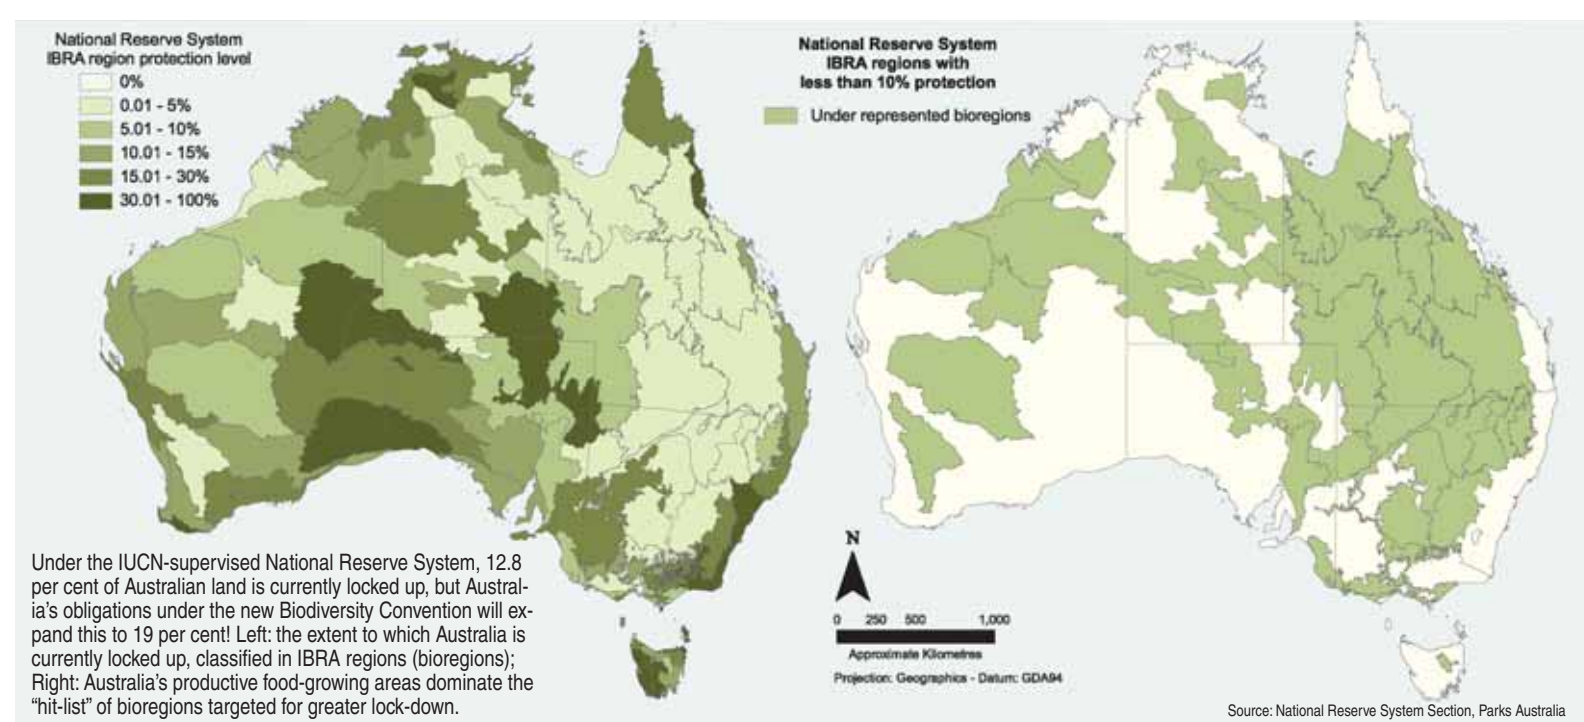 National Reserve System
IBRA region protection level
0%
0.01 - 5%
5.01 - 10%
10.01 - 15%
15.01 - 30%
30.01 - 100%
National Reserve System
IBRA regions with
less than 10% protection
Under represented bioregions
Under the IUCN-supervised National Reserve System, 12.8
per cent of Australian land is currently locked up, but Austral-
ia’s obligations under the new Biodiversity Convention will ex-
pand this to 19 per cent! Left: the extent to which Australia is
currently locked up, classified in IBRA regions (bioregions);
Right: Australia’s productive food-growing areas dominate the
“hit-list” of bioregions targeted for greater lock-down.
N
0 250 500 1,000
Approximate Kilometres
Projection: Geographics - Datum: GDA94
Source: National Reserve System Section, Parks Australia